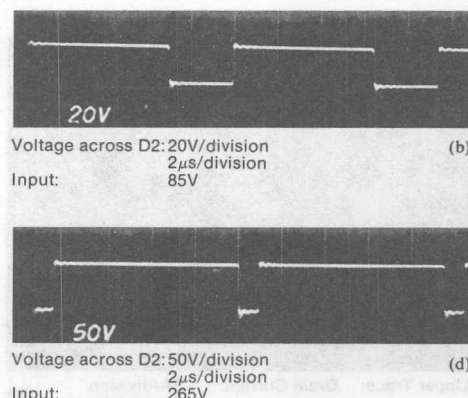 20V
Voltage across D2: 20V/division
2μs/division
(b)
Input: 85V
50V
Voltage across D2: 50V/division
2μs/division
(d)
Input: 265V